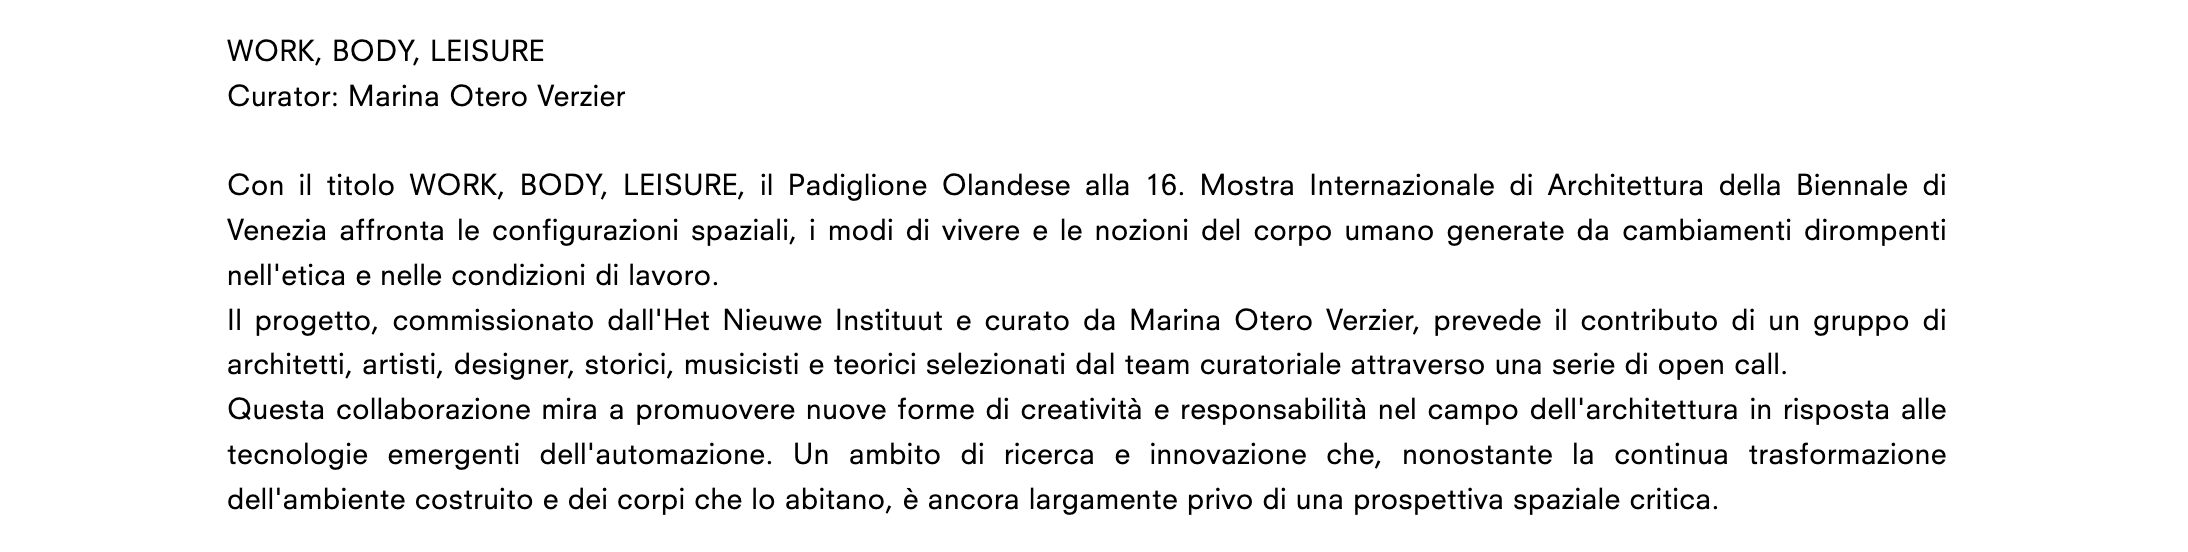 WORK, BODY, LEISURE
Curator: Marina Otero Verzier
Con il titolo WORK, BODY, LEISURE, il Padiglione Olandese alla 16. Mostra Internazionale di Architettura della Biennale di
Venezia affronta le configurazioni spaziali, i modi di vivere e le nozioni del corpo umano generate da cambiamenti dirompenti
nell'etica e nelle condizioni di lavoro.
Il progetto, commissionato dall'Het Nieuwe Instituut e curato da Marina Otero Verzier, prevede il contributo di un gruppo di
architetti, artisti, designer, storici, musicisti e teorici selezionati dal team curatoriale attraverso una serie di open call.
Questa collaborazione mira a promuovere nuove forme di creatività e responsabilità nel campo dell'architettura in risposta alle
tecnologie emergenti dell'automazione. Un ambito di ricerca e innovazione che, nonostante la continua trasformazione
dell'ambiente costruito e dei corpi che lo abitano, è ancora largamente privo di una prospettiva spaziale critica.